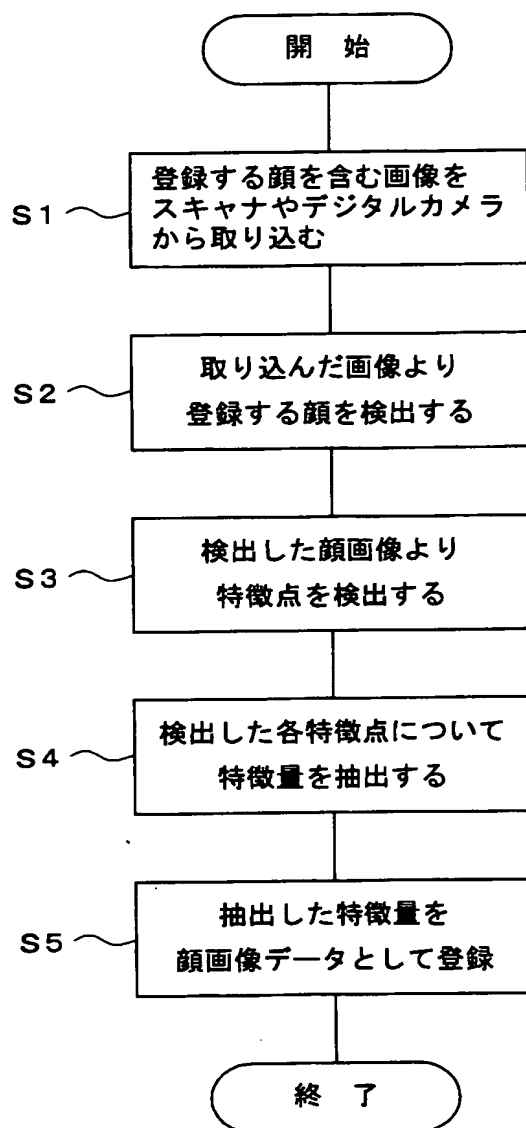 開 始
S1
登録する顔を含む画像を
スキャナやデジタルカメラ
から取り込む
S2
取り込んだ画像より
登録する顔を検出する
S3
検出した顔画像より
特徴点を検出する
S4
検出した各特徴点について
特徴量を抽出する
S5
抽出した特徴量を
顔画像データとして登録
終 了